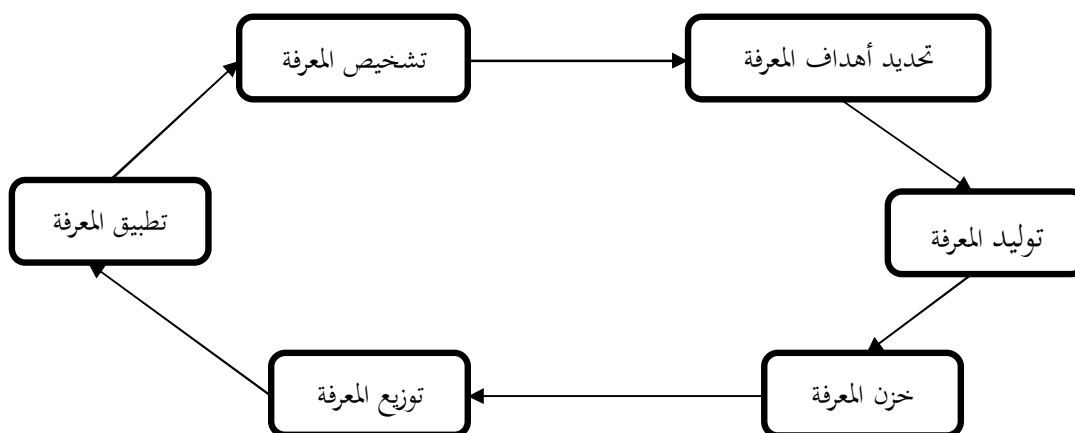 تشخيص المعرفة
تحديد أهداف المعرفة
توليد المعرفة
خزن المعرفة
توزيع المعرفة
تطبيق المعرفة